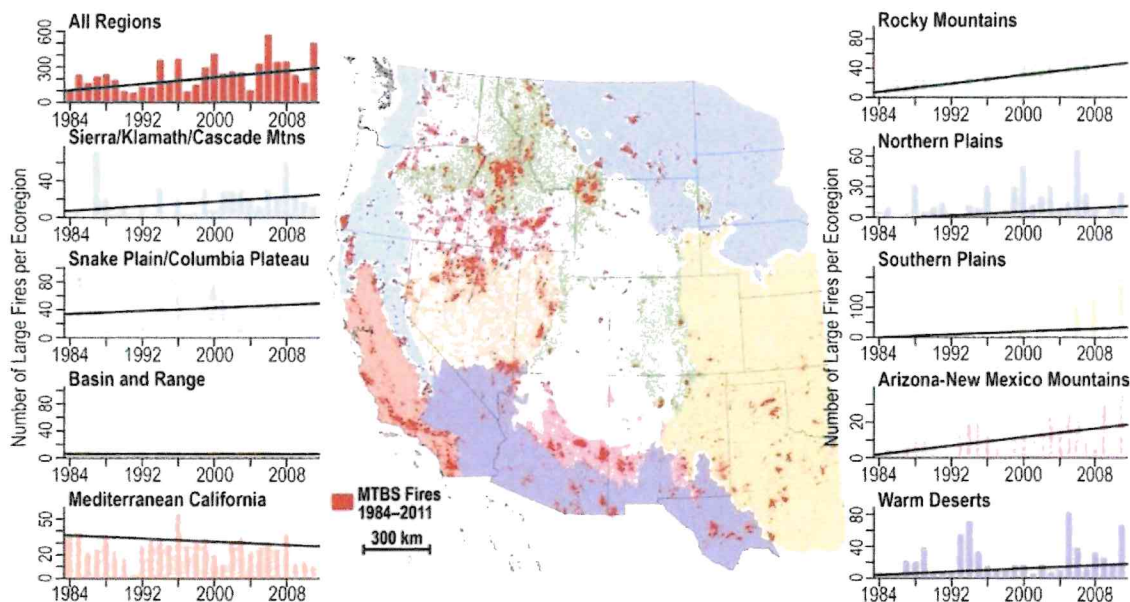 All Regions
600
300
0
1984 1992 2000 2008
Sierra/Klamath/Cascade Mtns
40
0
1984 1992 2000 2008
Snake Plain/Columbia Plateau
80
40
0
1984 1992 2000 2008
Basin and Range
80
40
0
1984 1992 2000 2008
Mediterranean California
50
20
0
1984 1992 2000 2008
Number of Large Fires per Ecoregion
MTBS Fires
1984–2011
300 km
Rocky Mountains
80
40
0
1984 1992 2000 2008
Northern Plains
60
30
0
1984 1992 2000 2008
Southern Plains
100
0
1984 1992 2000 2008
Arizona-New Mexico Mountains
20
0
1984 1992 2000 2008
Warm Deserts
80
40
0
1984 1992 2000 2008
Number of Large Fires per Ecoregion